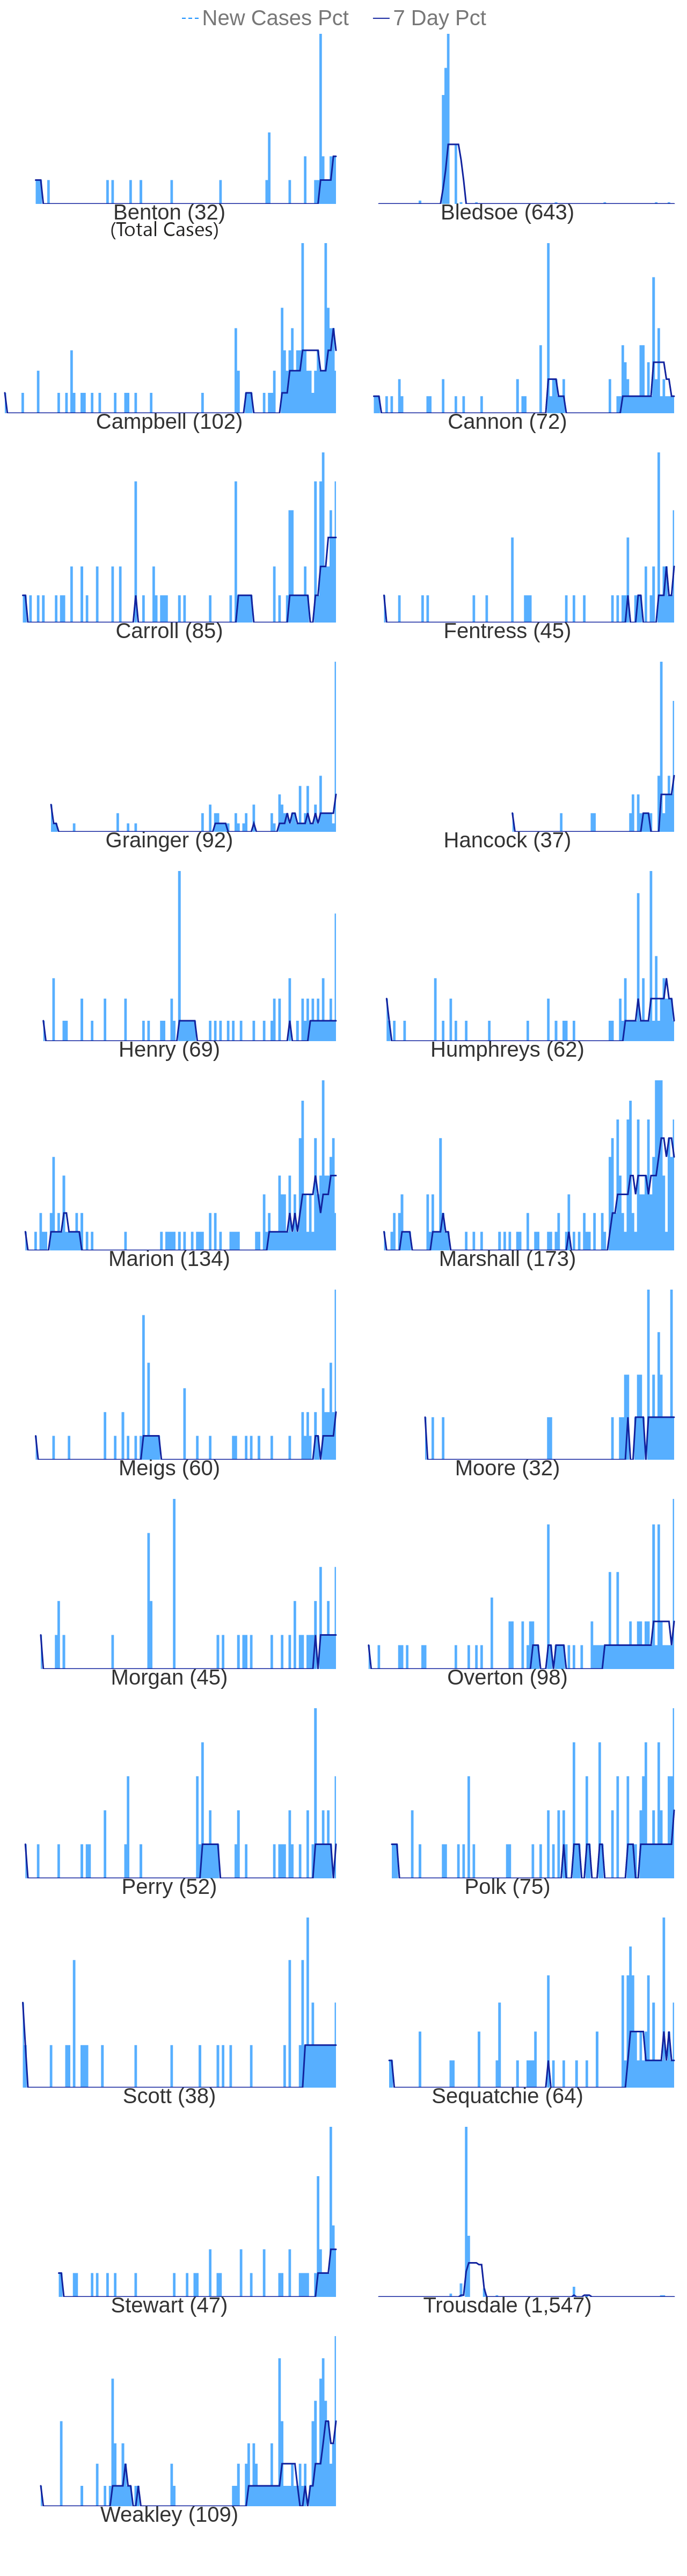 New Cases Pct 7 Day Pct
Benton (32) Bledsoe (643)
(Total Cases)
Campbell (102) Cannon (72)
Carroll (85) Fentress (45)
Grainger (92) Hancock (37)
Henry (69) Humphreys (62)
Marion (134) Marshall (173)
Meigs (60) Moore (32)
Morgan (45) Overton (98)
Perry (52) Polk (75)
Scott (38) Sequatchie (64)
Stewart (47) Trousdale (1,547)
Weakley (109)